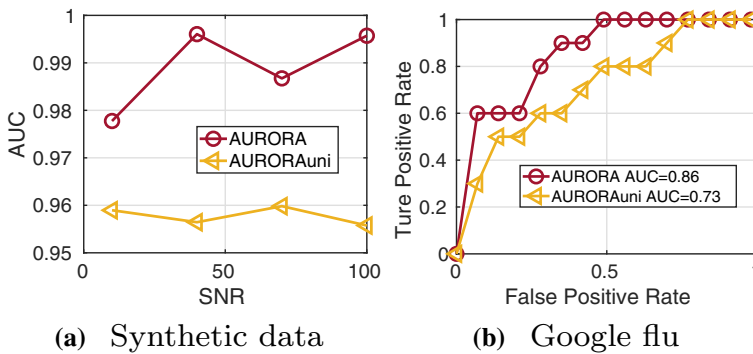 1
0.99
0.98
0.97
0.96
0.95
AUC
AURORA
AURORAuni
0
50
100
SNR
(a) Synthetic data
1
0.8
0.6
0.4
0.2
0
Ture Positive Rate
AURORA AUC=0.86
AURORAuni AUC=0.73
0
0.5
1
False Positive Rate
(b) Google flu